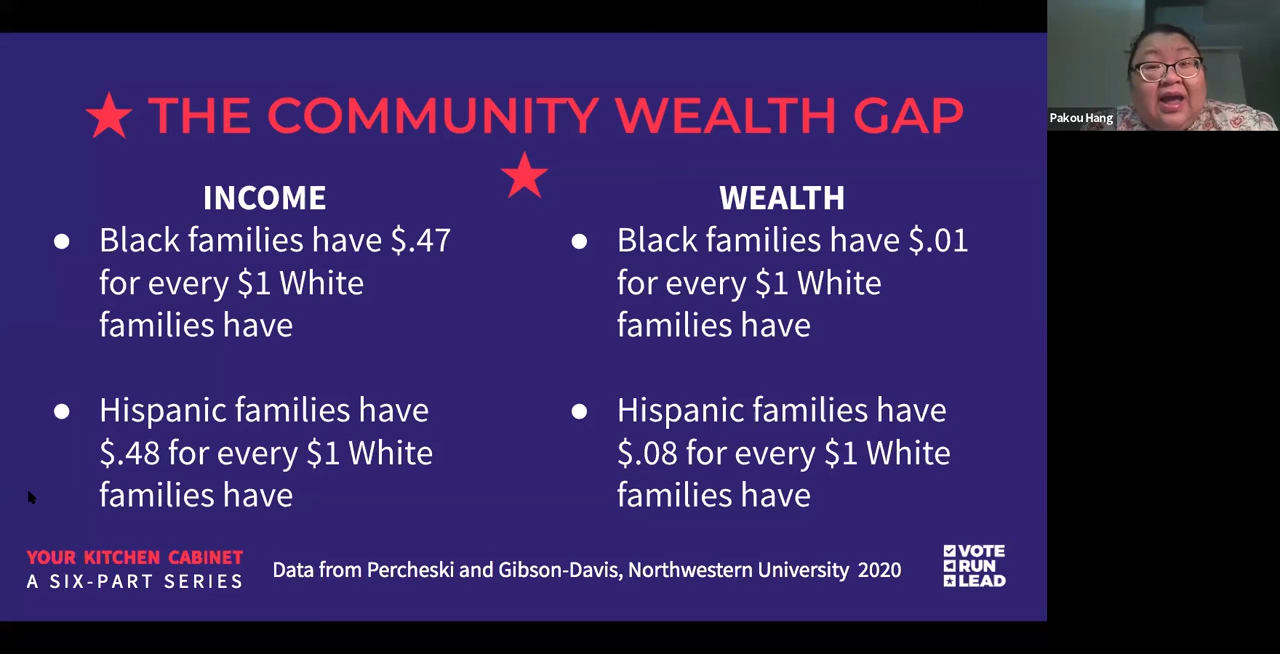 THE COMMUNITY WEALTH GAP
INCOME
Black families have $.47
for every $1 White
families have
Hispanic families have
$.48 for every $1 White
families have
WEALTH
Black families have $.01
for every $1 White
families have
Hispanic families have
$.08 for every $1 White
families have
YOUR KITCHEN CABINET
A SIX-PART SERIES
Data from Percheski and Gibson-Davis, Northwestern University 2020
VOTE
RUN
LEAD
Pakou Hang